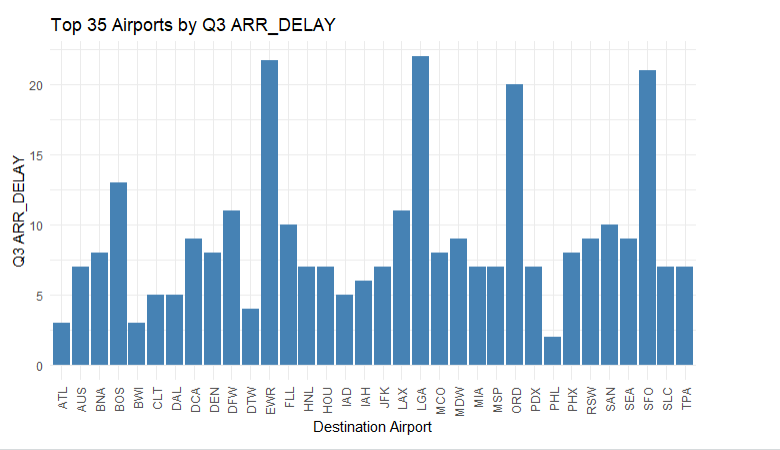 Top 35 Airports by Q3 ARR_DELAY
Q3 ARR_DELAY
20
15
10
5
0
ATL
AUS
BNA
BOS
BWI
CLT
DAL
DCA
DEN
DFW
DTW
EWR
FLL
HNL
HOU
IAD
IAH
JFK
LAX
LGA
MCO
MDW
MIA
MSP
ORD
PDX
PHL
PHX
RSW
SAN
SEA
SFO
SLC
TPA
Destination Airport